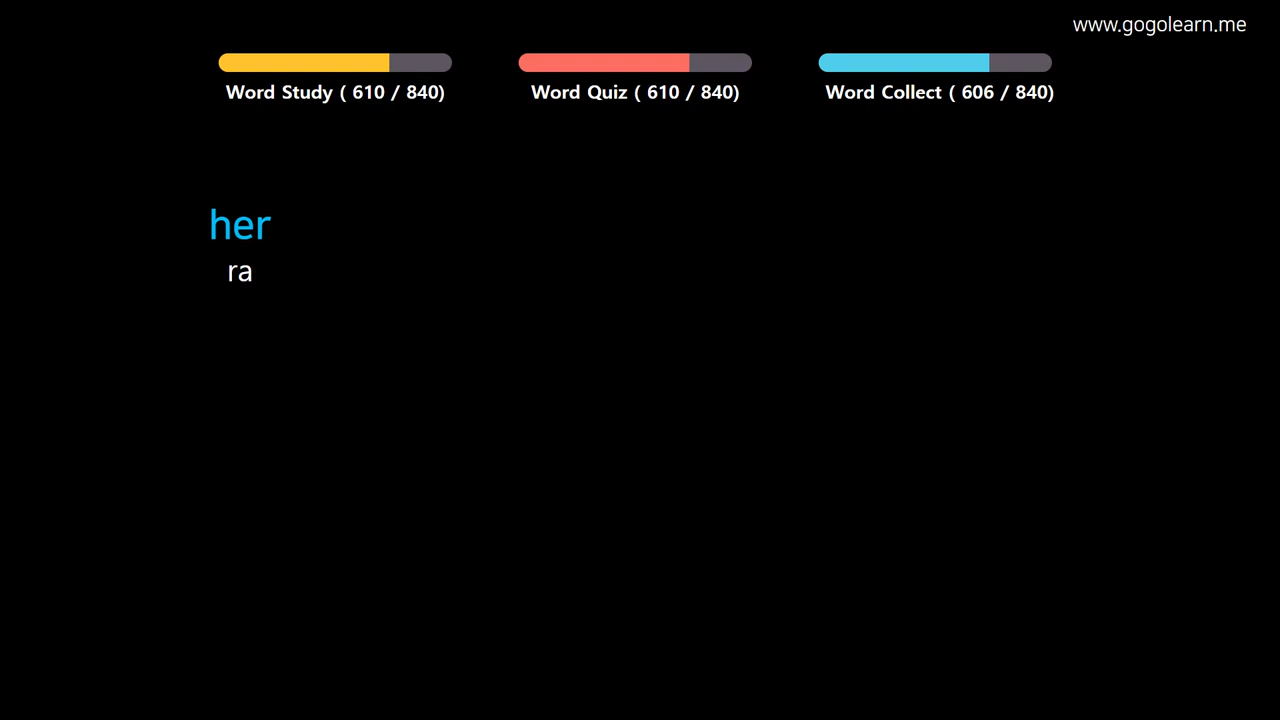 www.gogolearn.me
Word Study ( 610 / 840)
Word Quiz ( 610 / 840)
Word Collect ( 606 / 840)
her
ra